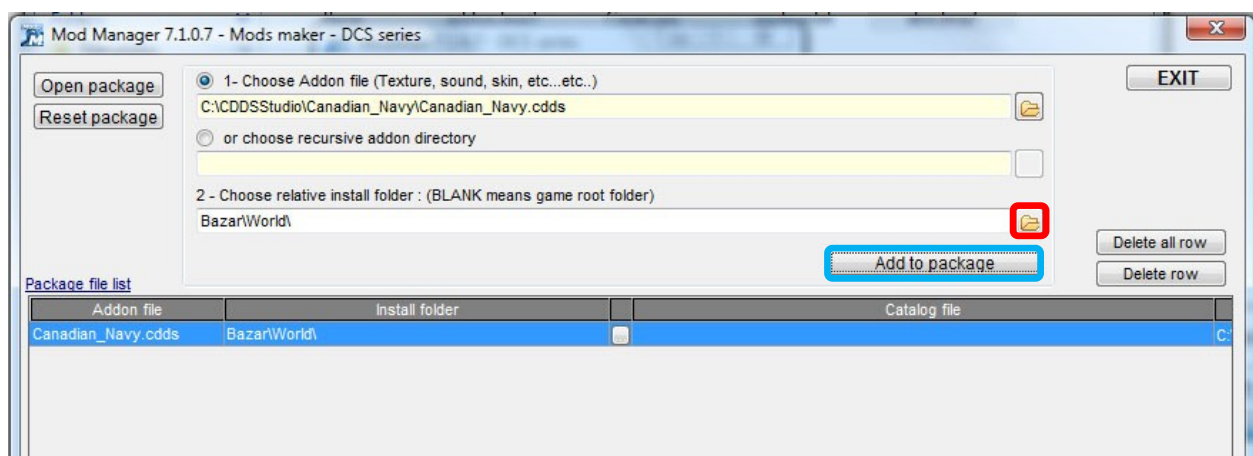 Mod Manager 7.1.0.7 - Mods maker - DCS series
Open package
Reset package
1- Choose Addon file (Texture, sound, skin, etc...etc..)
C:\CDDSStudio\Canadian_Navy\Canadian_Navy.cdds
or choose recursive addon directory
2 - Choose relative install folder : (BLANK means game root folder)
Bazar\World\
Add to package
EXIT
Delete all row
Delete row
Package file list
Addon file Install folder Catalog file
Canadian_Navy.cdds Bazar\World\ C:\